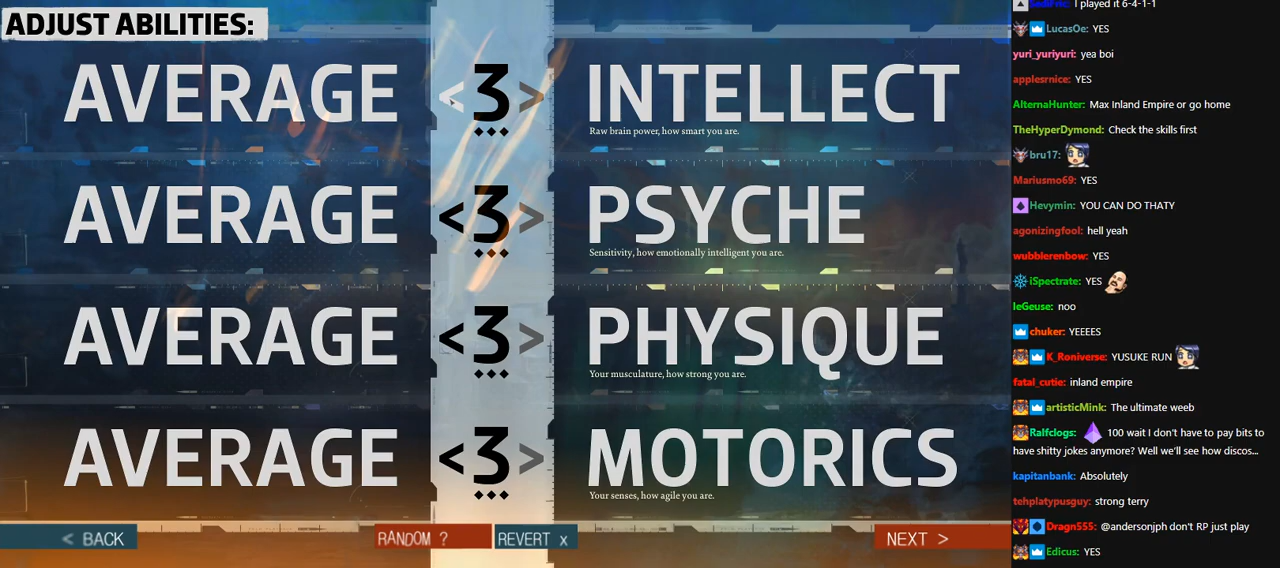 ADJUST ABILITIES:
AVERAGE <3> INTELLECT
Raw brain power, how smart you are.
AVERAGE <3> PSYCHE
Sensitivity, how emotionally intelligent you are.
AVERAGE <3> PHYSIQUE
Your musculature, how strong you are.
AVERAGE <3> MOTORICS
Your senses, how agile you are.
< BACK
RANDOM ?
REVERT x
NEXT >
I played it 6-4-1-1
LucasOe: YES
yuri_yuriyuri: yea boi
applesrnice: YES
AlternaHunter: Max Inland Empire or go home
TheHyperDymond: Check the skills first
bru17:
Mariusmo69: YES
Hevymin: YOU CAN DO THATY
agonizingfool: hell yeah
wubblerenbow: YES
iSpectrate: YES
leGeuse: noo
chuker: YEEEES
K_Roniverse: YUSUKE RUN
fatal_cutie: inland empire
artisticMink: The ultimate weeb
Ralfclogs: 100 wait I don't have to pay bits to
have shitty jokes anymore? Well we'll see how discos...
kapitanbank: Absolutely
tehplatypusguy: strong terry
Dragn555: @andersonjph don't RP just play
Edicus: YES